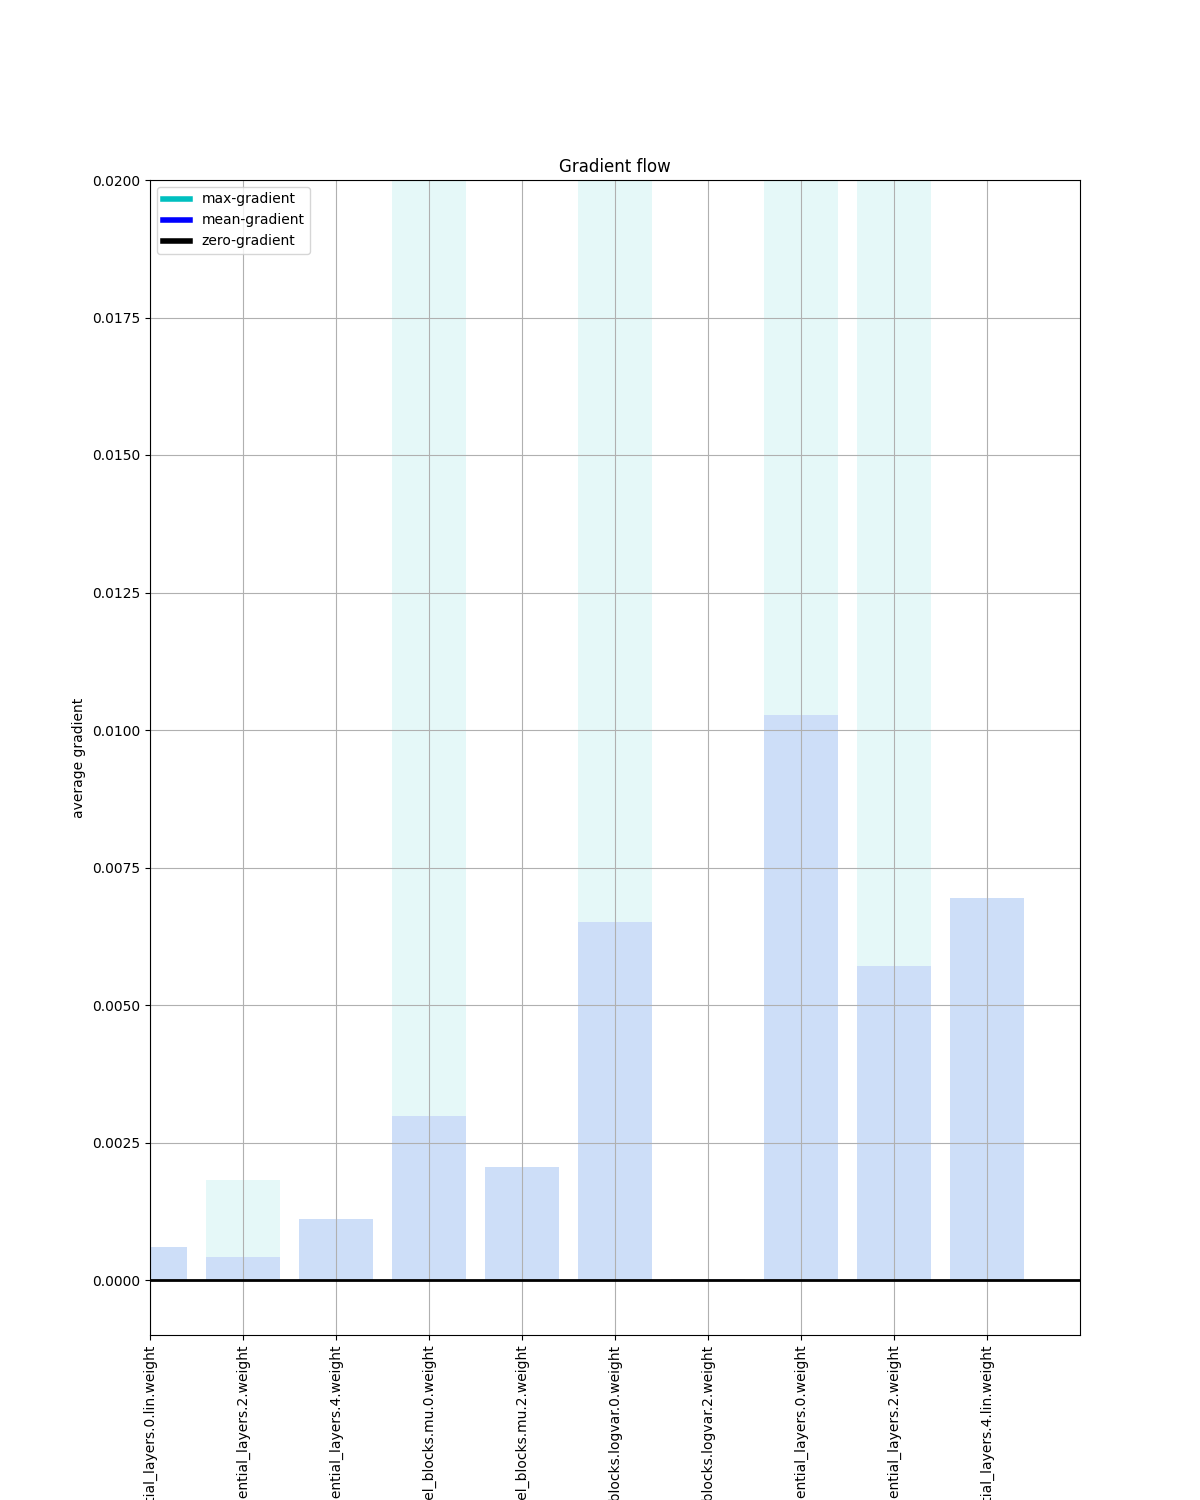 Gradient flow
max-gradient
mean-gradient
zero-gradient
0.0200
0.0175
0.0150
0.0125
0.0100
0.0075
0.0050
0.0025
0.0000
average gradient
tial_layers.0.lin.weight
ential_layers.2.weight
ential_layers.4.weight
el_blocks.mu.0.weight
el_blocks.mu.2.weight
blocks.logvar.0.weight
blocks.logvar.2.weight
ential_layers.0.weight
ential_layers.2.weight
tial_layers.4.lin.weight